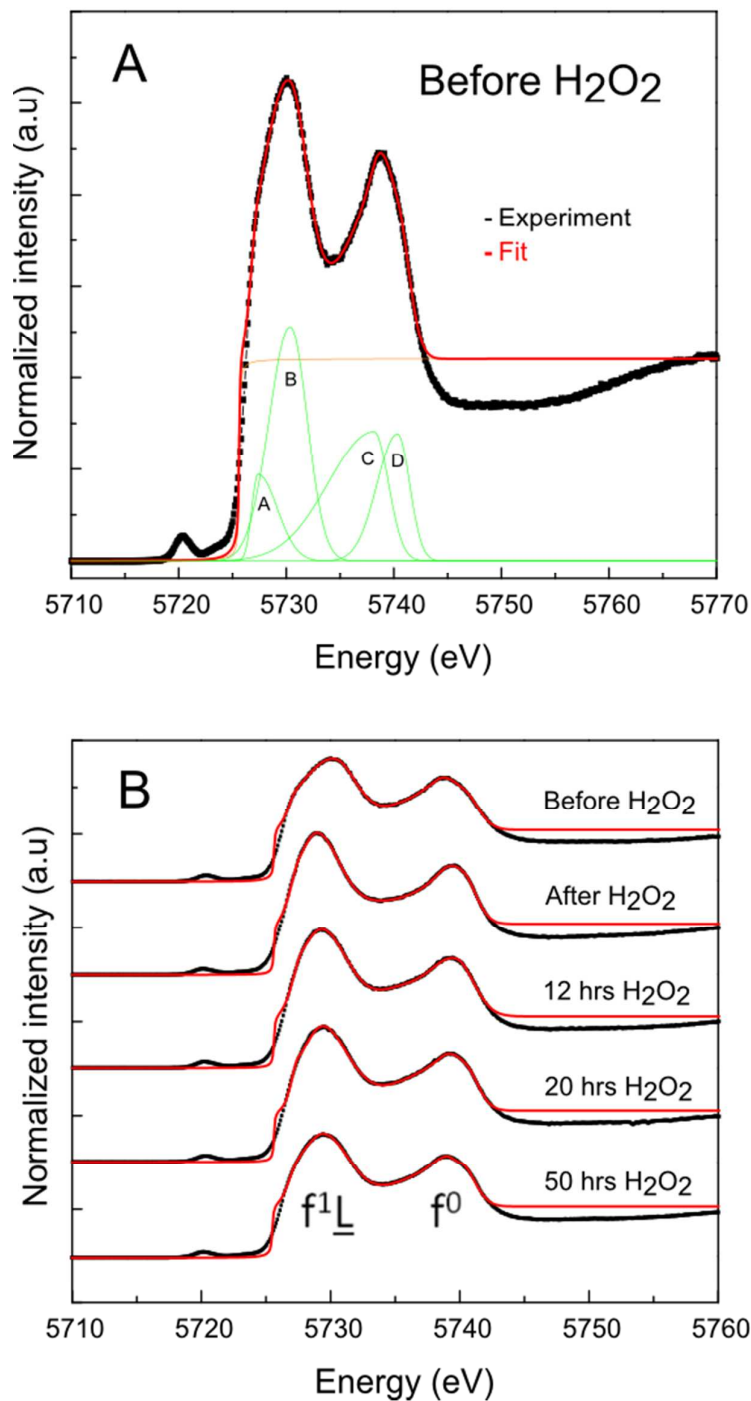 A
Before H₂O₂
- Experiment
- Fit
B
A
C
D
Normalized intensity (a.u)
5710 5720 5730 5740 5750 5760 5770
Energy (eV)
B
Before H₂O₂
After H₂O₂
12 hrs H₂O₂
20 hrs H₂O₂
50 hrs H₂O₂
f¹L̲ f⁰
Normalized intensity (a.u)
5710 5720 5730 5740 5750 5760
Energy (eV)